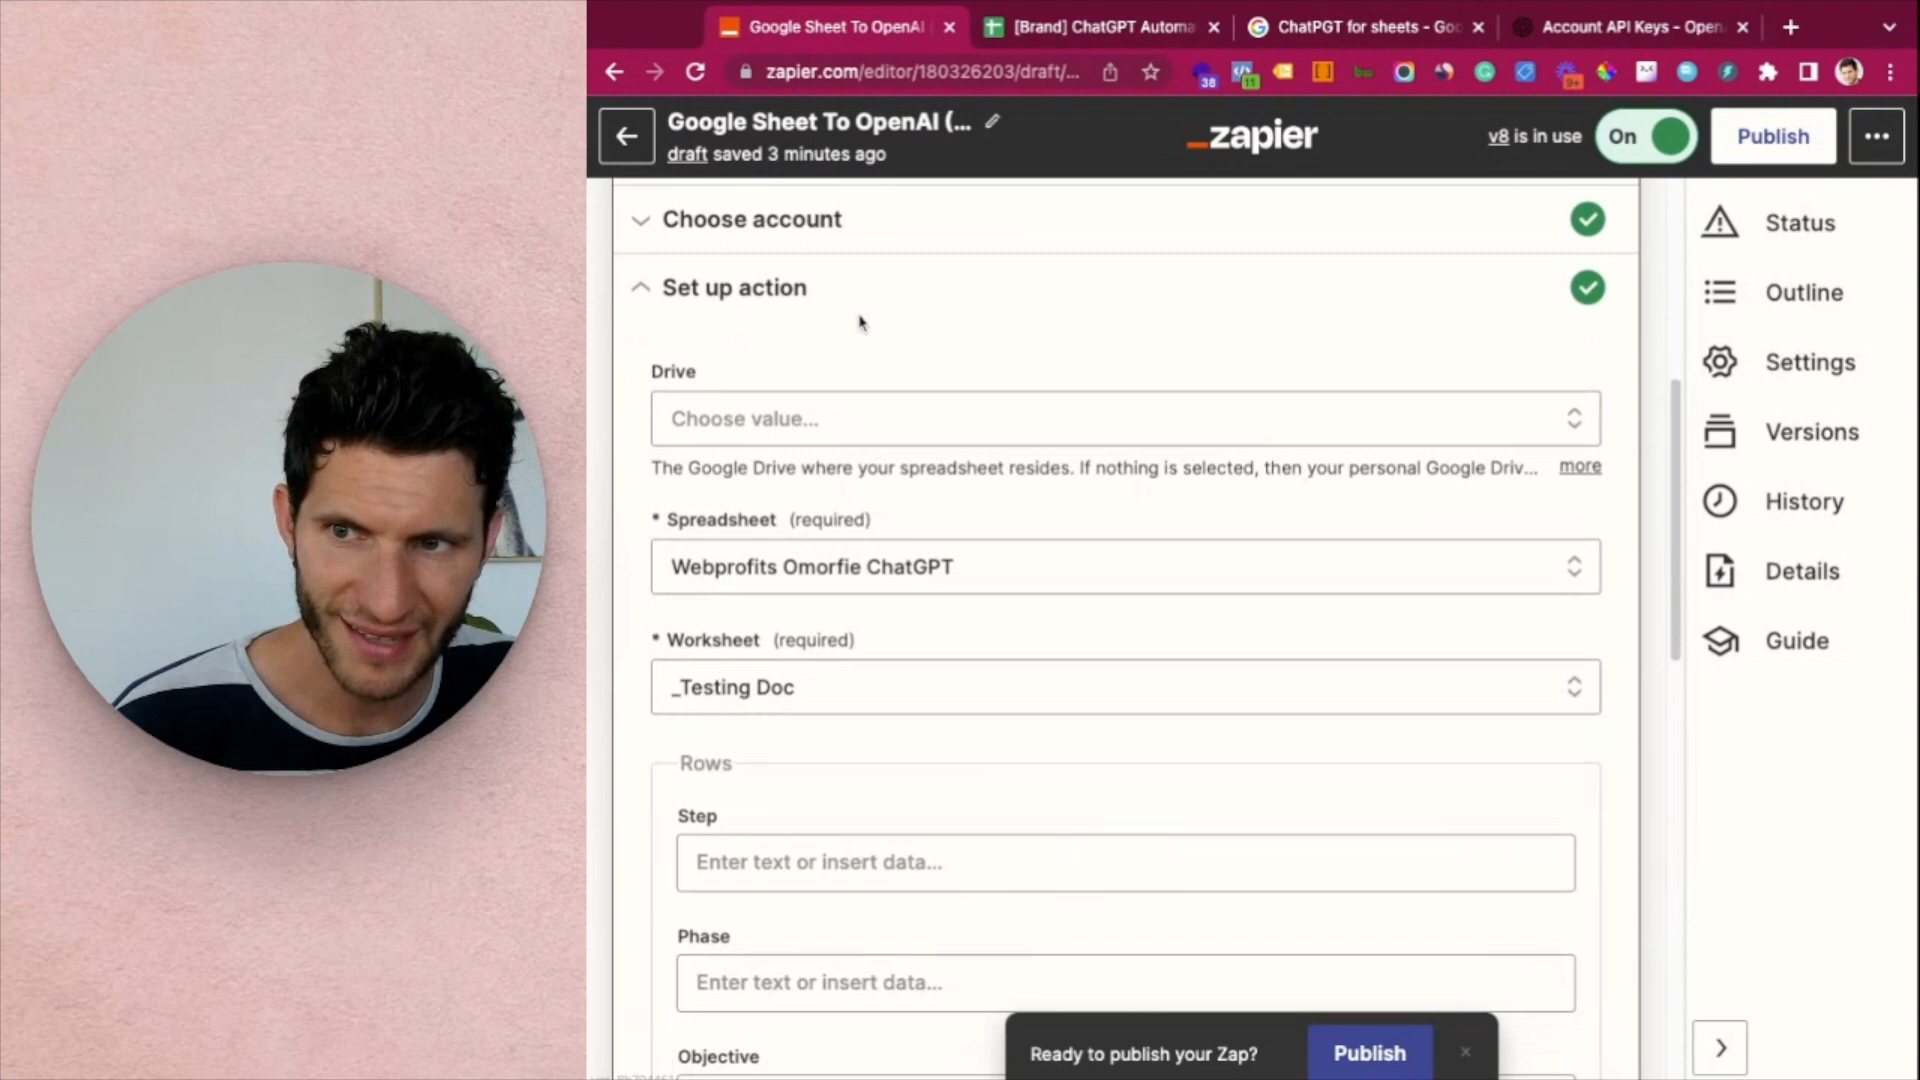 Google Sheet To OpenAI
[Brand] ChatGPT Automa
ChatPGT for sheets - Goo
Account API Keys - Open
zapier.com/editor/180326203/draft/...
38
11
9+
Google Sheet To OpenAI (...
draft saved 3 minutes ago
_zapier
v8 is in use
On
Publish
Choose account
Set up action
Drive
Choose value...
The Google Drive where your spreadsheet resides. If nothing is selected, then your personal Google Driv... more
* Spreadsheet (required)
Webprofits Omorfie ChatGPT
* Worksheet (required)
_Testing Doc
Rows
Step
Enter text or insert data...
Phase
Enter text or insert data...
Objective
Ready to publish your Zap?
Publish
Status
Outline
Settings
Versions
History
Details
Guide